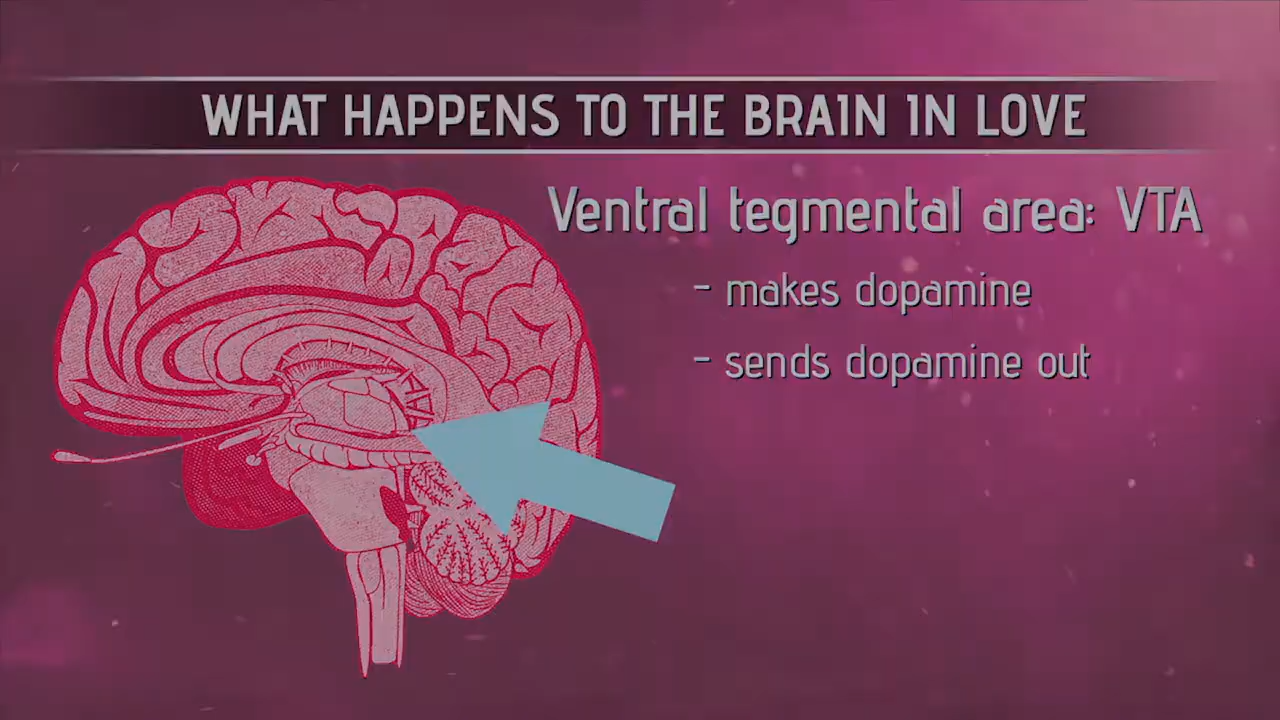 WHAT HAPPENS TO THE BRAIN IN LOVE
Ventral tegmental area: VTA
- makes dopamine
- sends dopamine out